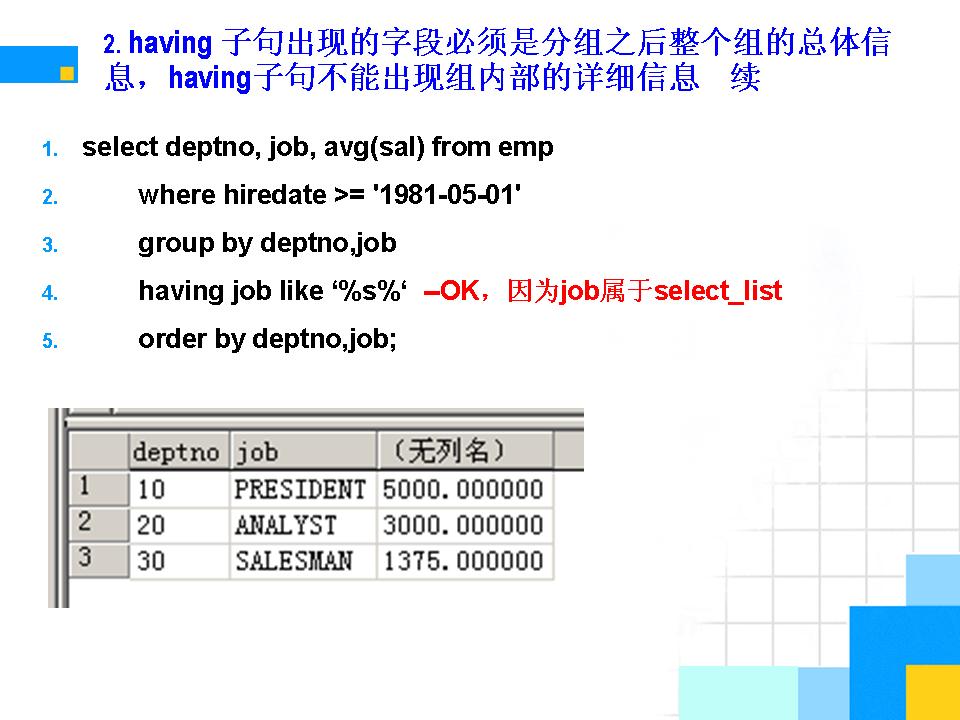 2. having 子句出现的字段必须是分组之后整个组的总体信
息，having子句不能出现组内部的详细信息 续
1. select deptno, job, avg(sal) from emp
2. where hiredate >= '1981-05-01'
3. group by deptno,job
4. having job like ‘%s%‘ --OK，因为job属于select_list
5. order by deptno,job;
deptno job （无列名）
1 10 PRESIDENT 5000.000000
2 20 ANALYST 3000.000000
3 30 SALESMAN 1375.000000